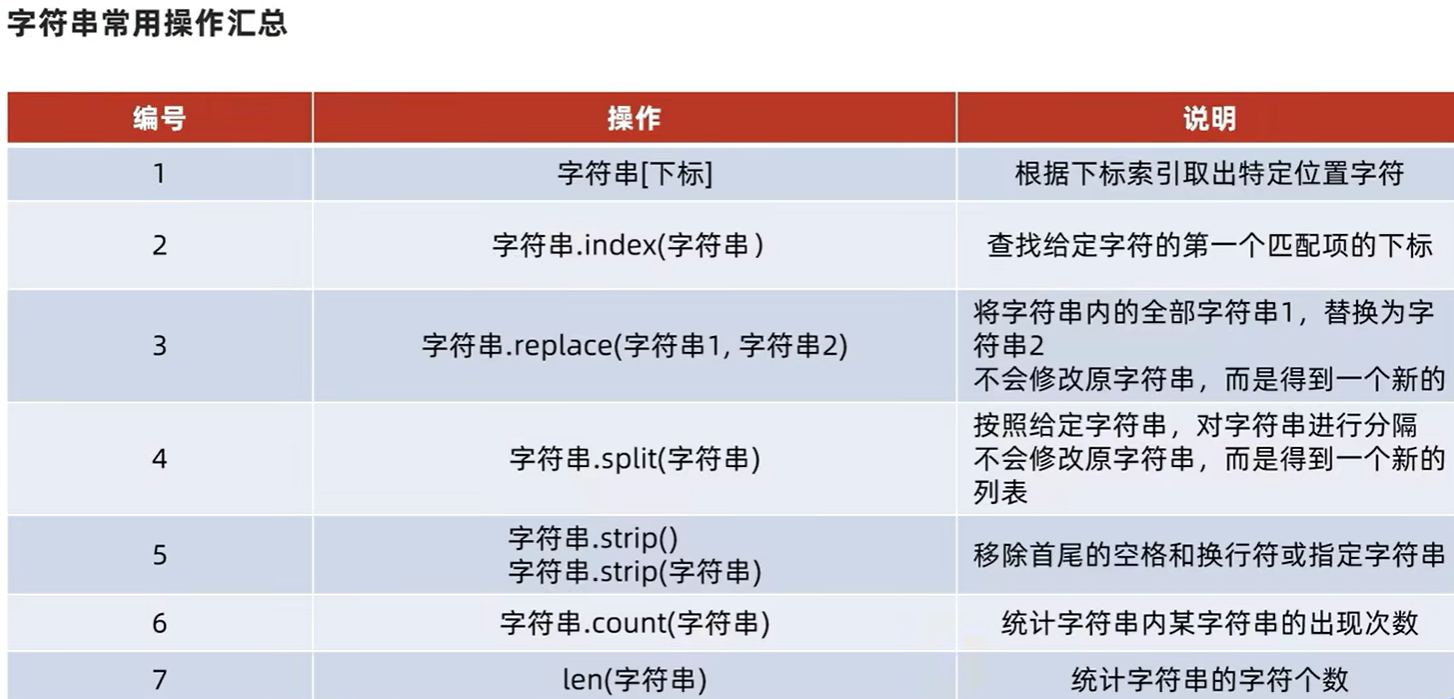 字符串常用操作汇总
编号 操作 说明
1 字符串[下标] 根据下标索引取出特定位置字符
2 字符串.index(字符串) 查找给定字符的第一个匹配项的下标
3 字符串.replace(字符串1, 字符串2) 将字符串内的全部字符串1，替换为字
符串2
不会修改原字符串，而是得到一个新的
4 字符串.split(字符串) 按照给定字符串，对字符串进行分隔
不会修改原字符串，而是得到一个新的
列表
5 字符串.strip()
字符串.strip(字符串) 移除首尾的空格和换行符或指定字符串
6 字符串.count(字符串) 统计字符串内某字符串的出现次数
7 len(字符串) 统计字符串的字符个数